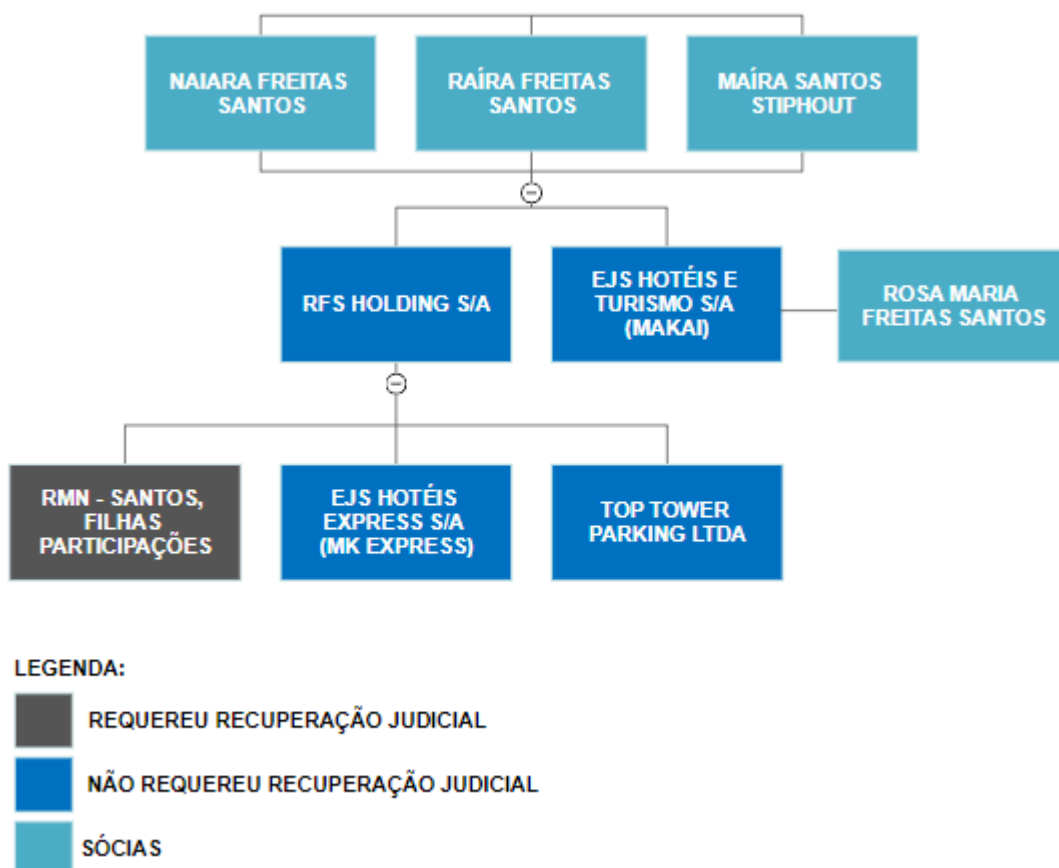 NAIARA FREITAS
SANTOS
RAÍRA FREITAS
SANTOS
MAÍRA SANTOS
STIPHOUT
RFS HOLDING S/A
EJS HOTÉIS E
TURISMO S/A
(MAKAI)
ROSA MARIA
FREITAS SANTOS
RMN - SANTOS,
FILHAS
PARTICIPAÇÕES
EJS HOTÉIS
EXPRESS S/A
(MK EXPRESS)
TOP TOWER
PARKING LTDA
LEGENDA:
REQUEREU RECUPERAÇÃO JUDICIAL
NÃO REQUEREU RECUPERAÇÃO JUDICIAL
SÓCIAS